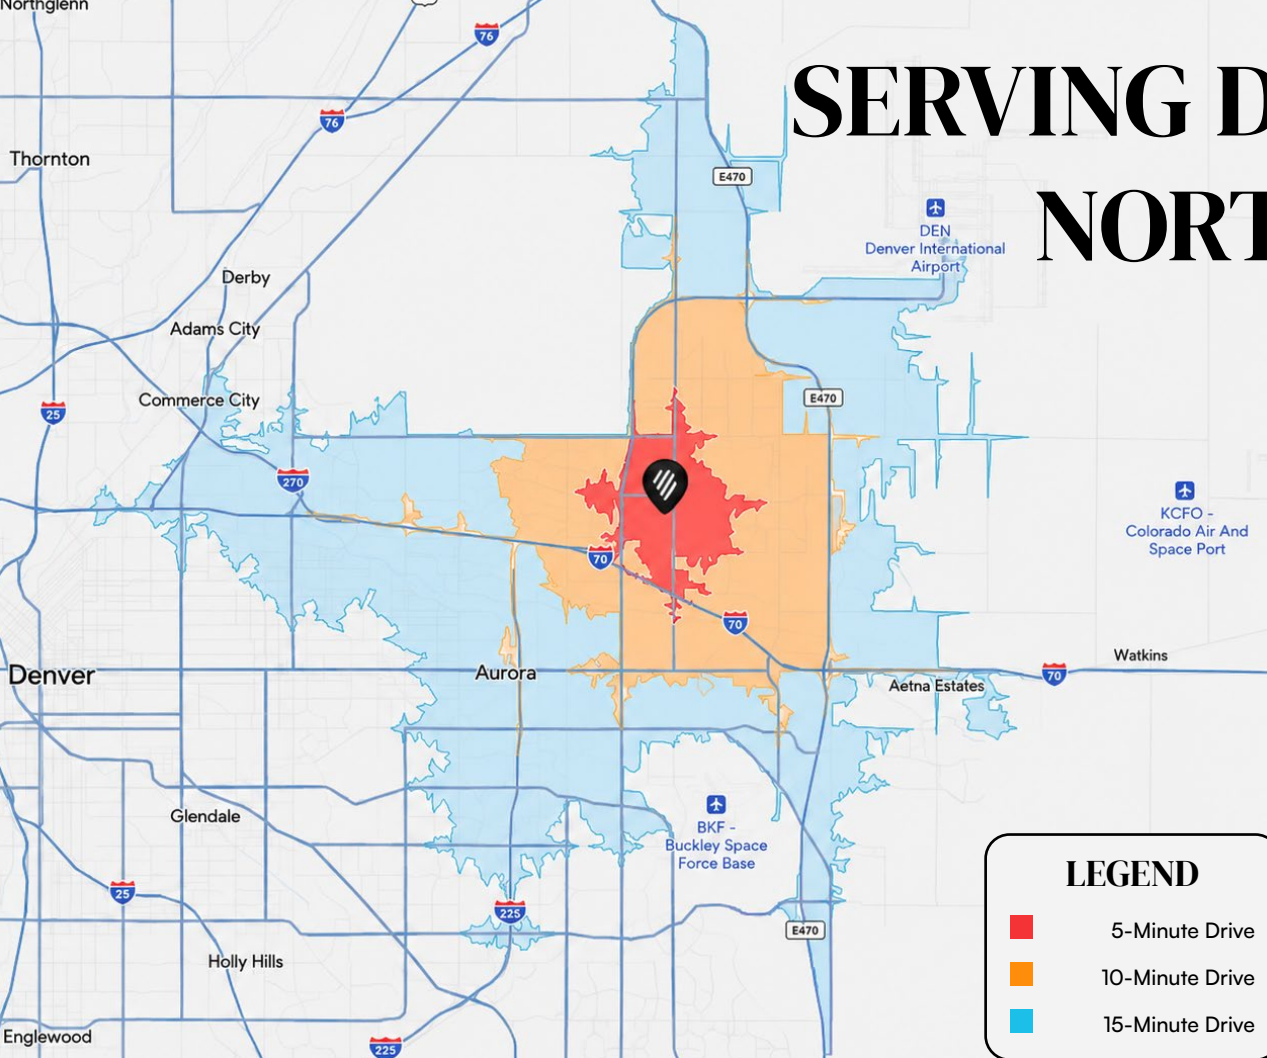 Northglenn
76
76
SERVING D
Thornton
E470
NORT
DEN
Denver International
Airport
Derby
Adams City
Commerce City
E470
25
270
KCFO -
Colorado Air And
Space Port
70
70
Watkins
Denver
Aurora
70
Aetna Estates
Glendale
BKF -
Buckley Space
Force Base
LEGEND
25
225
5-Minute Drive
E470
Holly Hills
10-Minute Drive
15-Minute Drive
Englewood
225